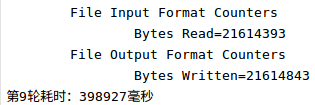 File Input Format Counters
Bytes Read=21614393
File Output Format Counters
Bytes Written=21614843
第9轮耗时：398927毫秒